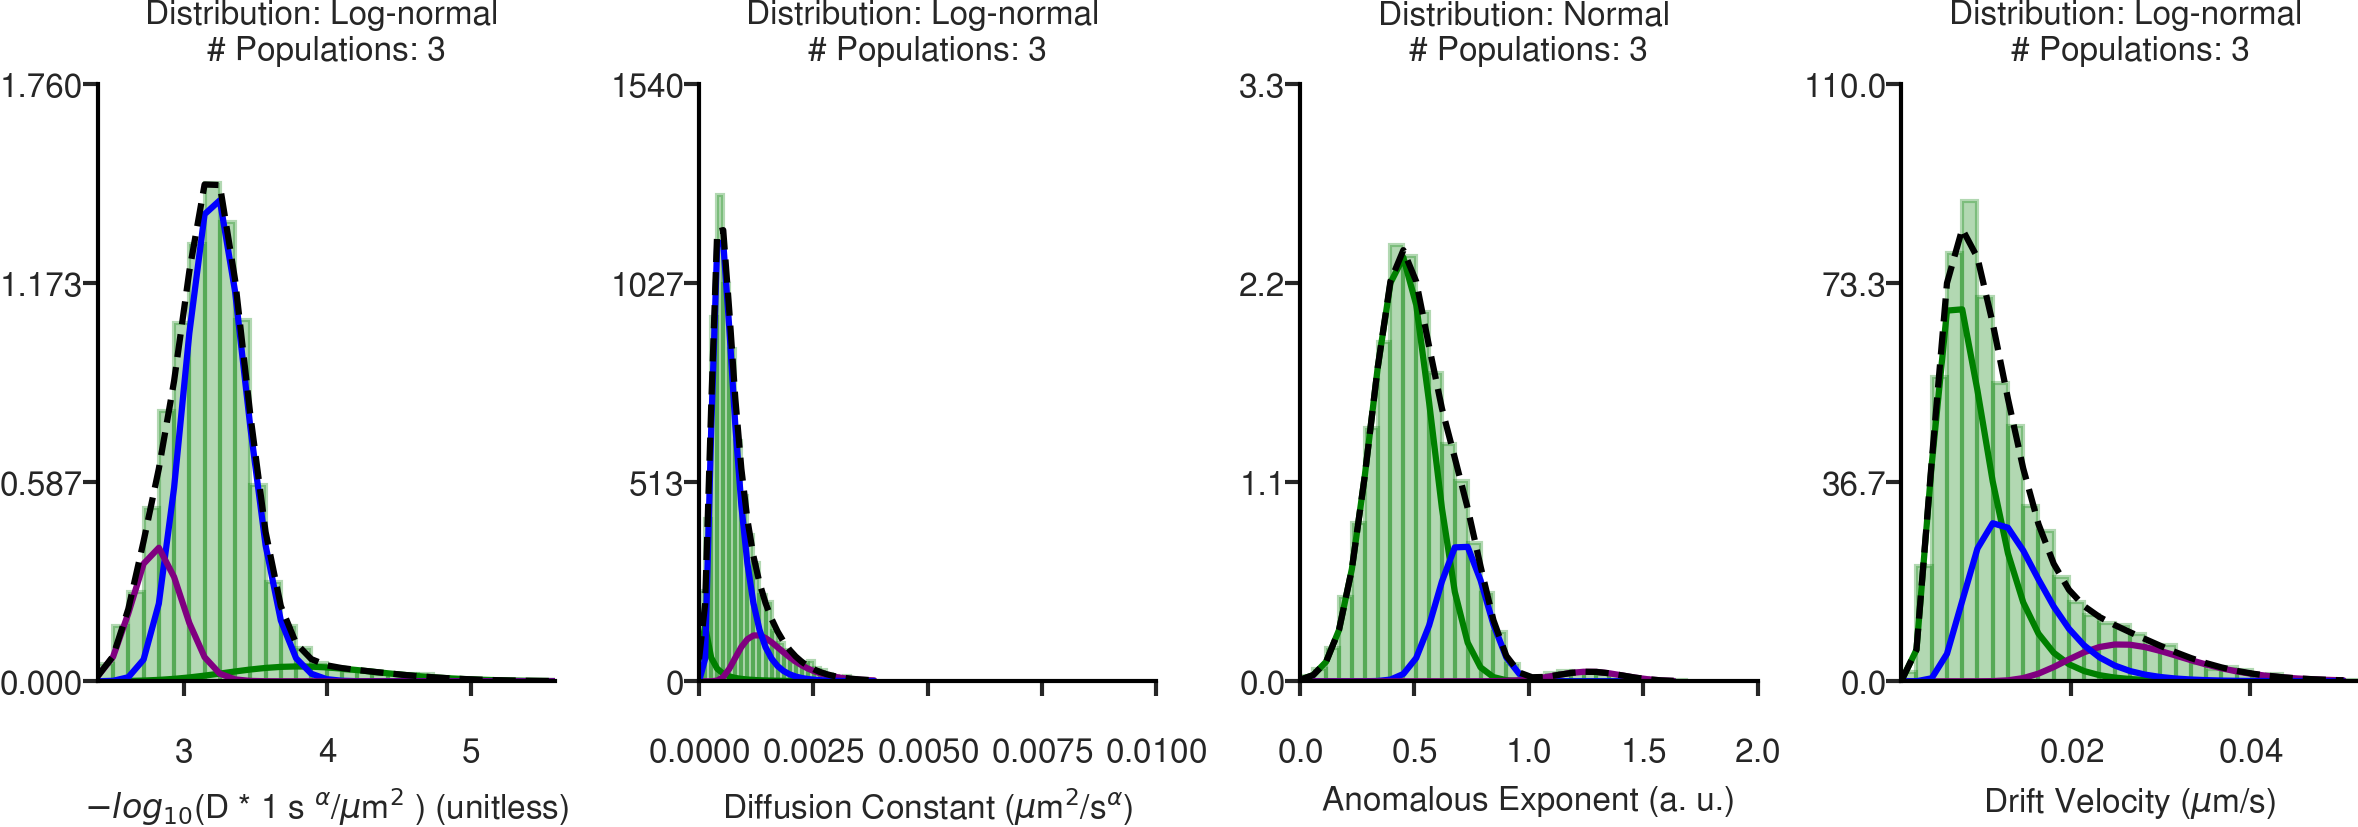 Distribution: Log-normal
# Populations: 3
1.760
1.173
0.587
0.000
3 4 5
−log₁₀(D * 1 s ᵅ/μm² ) (unitless)
Distribution: Log-normal
# Populations: 3
1540
1027
513
0
0.0000 0.0025 0.0050 0.0075 0.0100
Diffusion Constant (μm²/sᵅ)
Distribution: Normal
# Populations: 3
3.3
2.2
1.1
0.0
0.0 0.5 1.0 1.5 2.0
Anomalous Exponent (a. u.)
Distribution: Log-normal
# Populations: 3
110.0
73.3
36.7
0.0
0.02 0.04
Drift Velocity (μm/s)